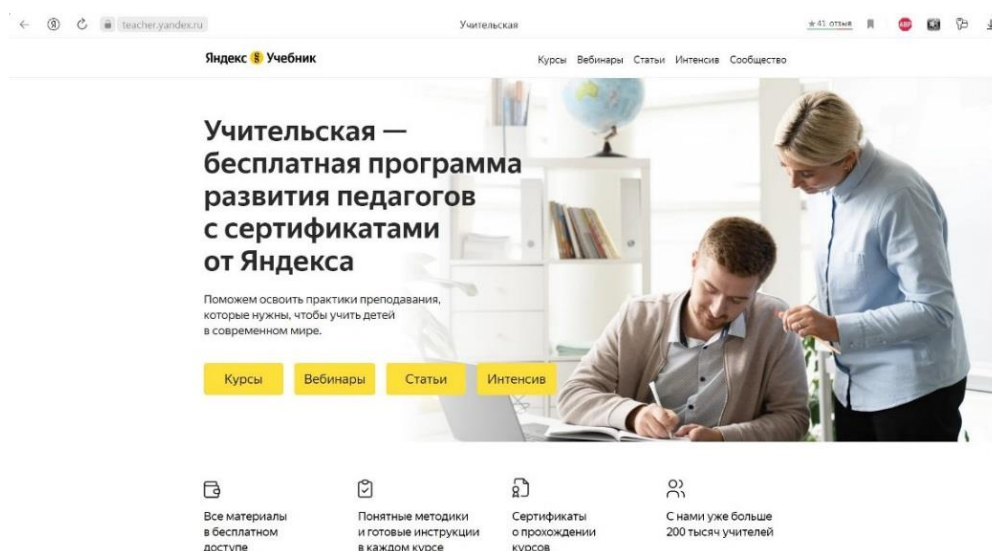 teacher.yandex.ru
Учительская
★ 41 отзыв
ABP
Яндекс Учебник
Курсы Вебинары Статьи Интенсив Сообщество
Учительская —
бесплатная программа
развития педагогов
с сертификатами
от Яндекса
Поможем освоить практики преподавания,
которые нужны, чтобы учить детей
в современном мире.
Курсы Вебинары Статьи Интенсив
Все материалы
в бесплатном
доступе
Понятные методики
и готовые инструкции
в каждом курсе
Сертификаты
о прохождении
курсов
С нами уже больше
200 тысяч учителей